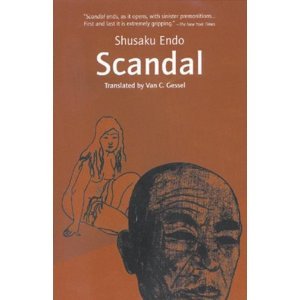 "Scandal ends, as it opens, with sinister premonitions...
First and last it is extremely gripping." - The New York Times
Shusaku Endo
Scandal
Translated by Van C. Gessel